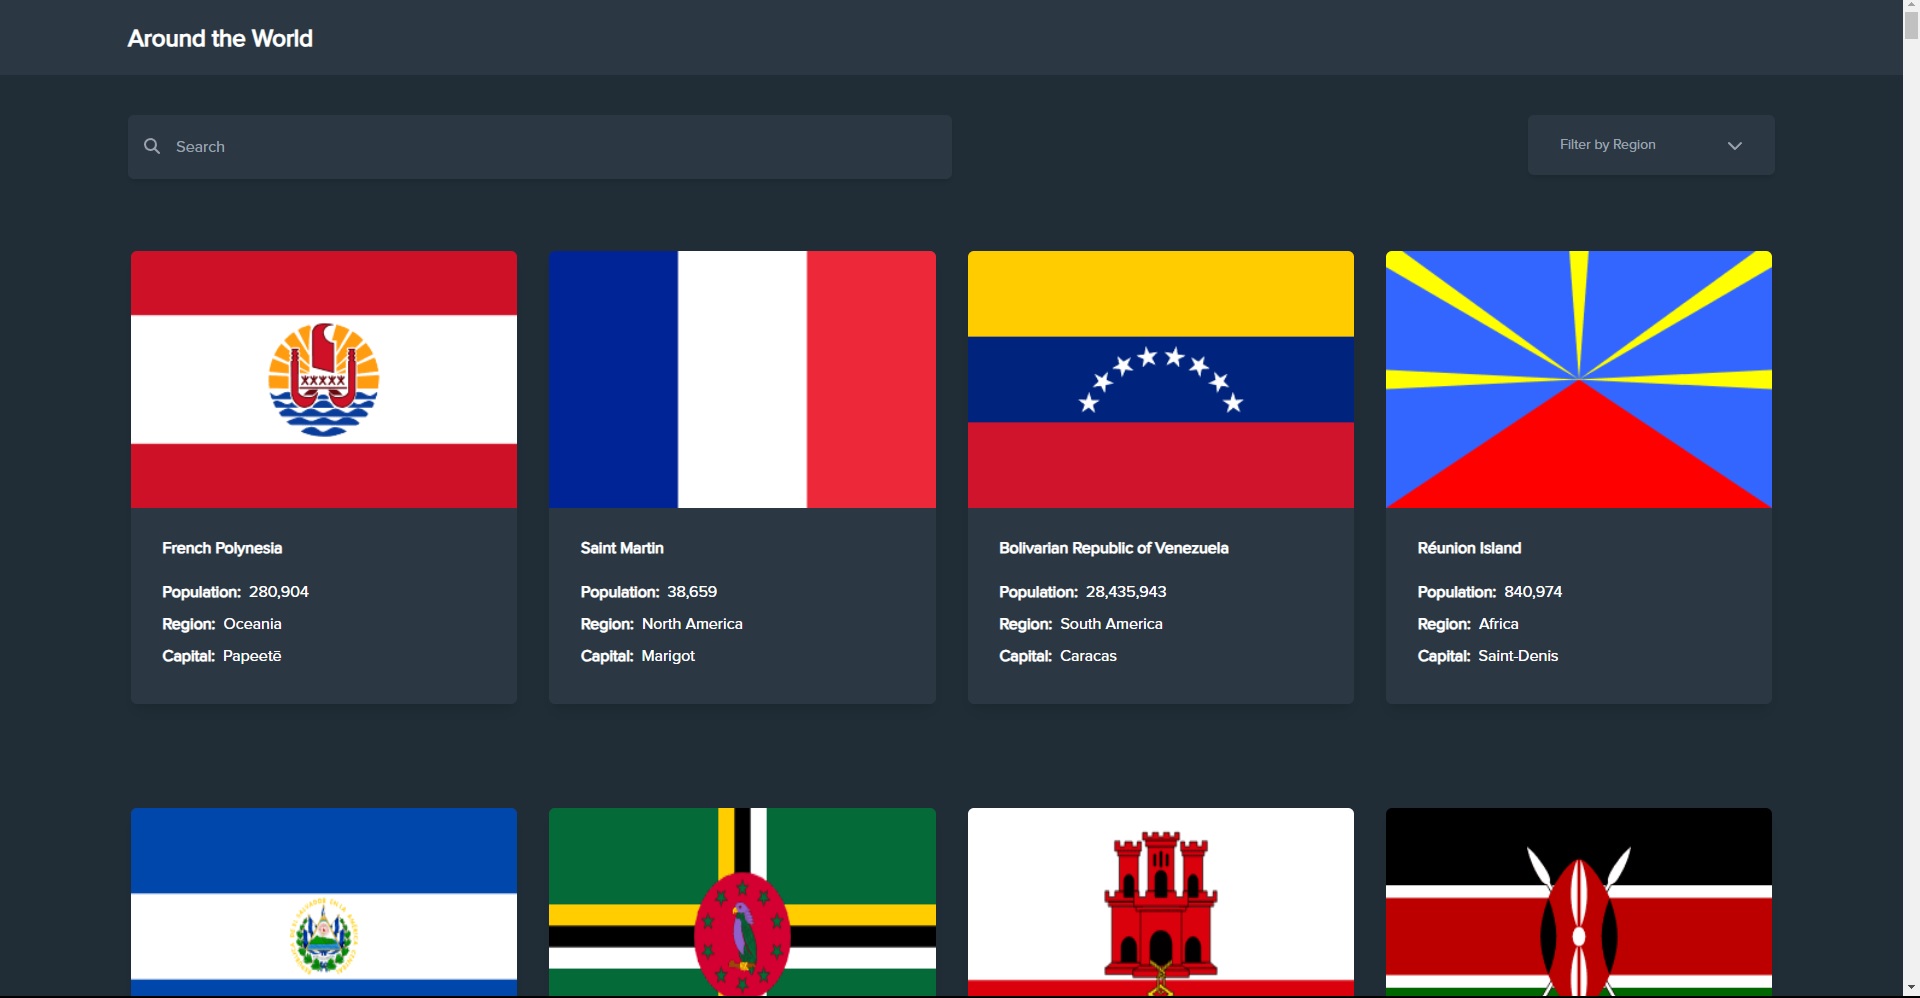 Around the World
Search
Filter by Region
French Polynesia
Population: 280,904
Region: Oceania
Capital: Papeetē
Saint Martin
Population: 38,659
Region: North America
Capital: Marigot
Bolivarian Republic of Venezuela
Population: 28,435,943
Region: South America
Capital: Caracas
Réunion Island
Population: 840,974
Region: Africa
Capital: Saint-Denis